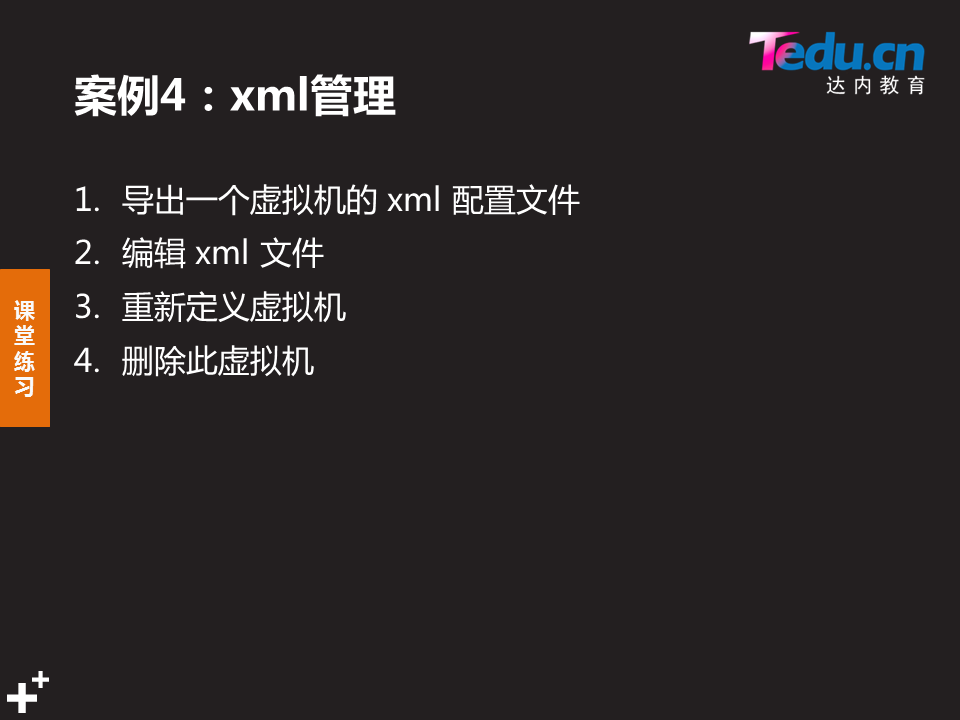 Tedu.cn
达内教育
案例4：xml管理
1. 导出一个虚拟机的 xml 配置文件
2. 编辑 xml 文件
3. 重新定义虚拟机
4. 删除此虚拟机
课堂练习